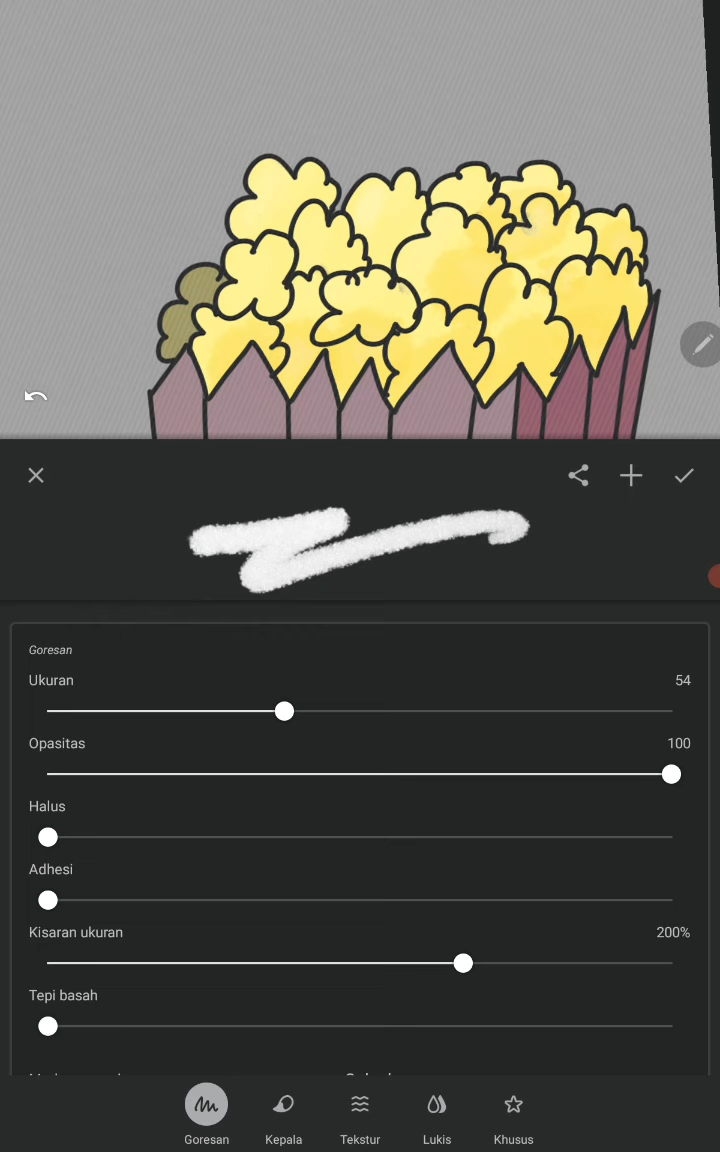 Goresan
Ukuran 54
Opasitas 100
Halus
Adhesi
Kisaran ukuran 200%
Tepi basah
Goresan Kepala Tekstur Lukis Khusus